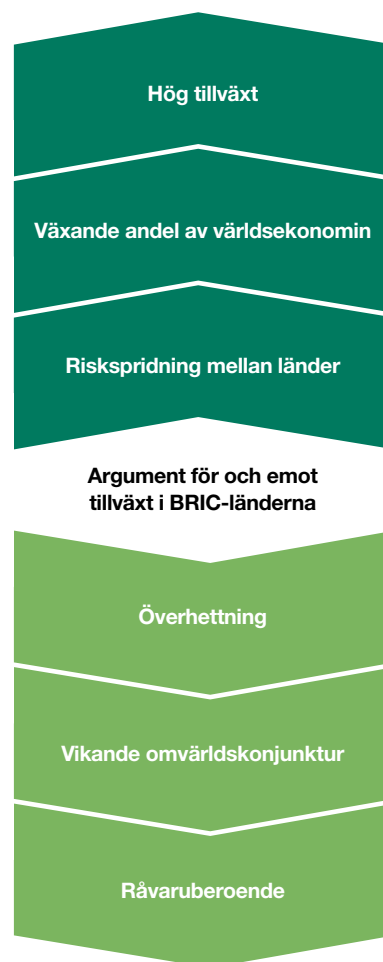 Hög tillväxt
Växande andel av världsekonomin
Riskspridning mellan länder
Argument för och emot
tillväxt i BRIC-länderna
Överhettning
Vikande omvärldskonjunktur
Råvaruberoende